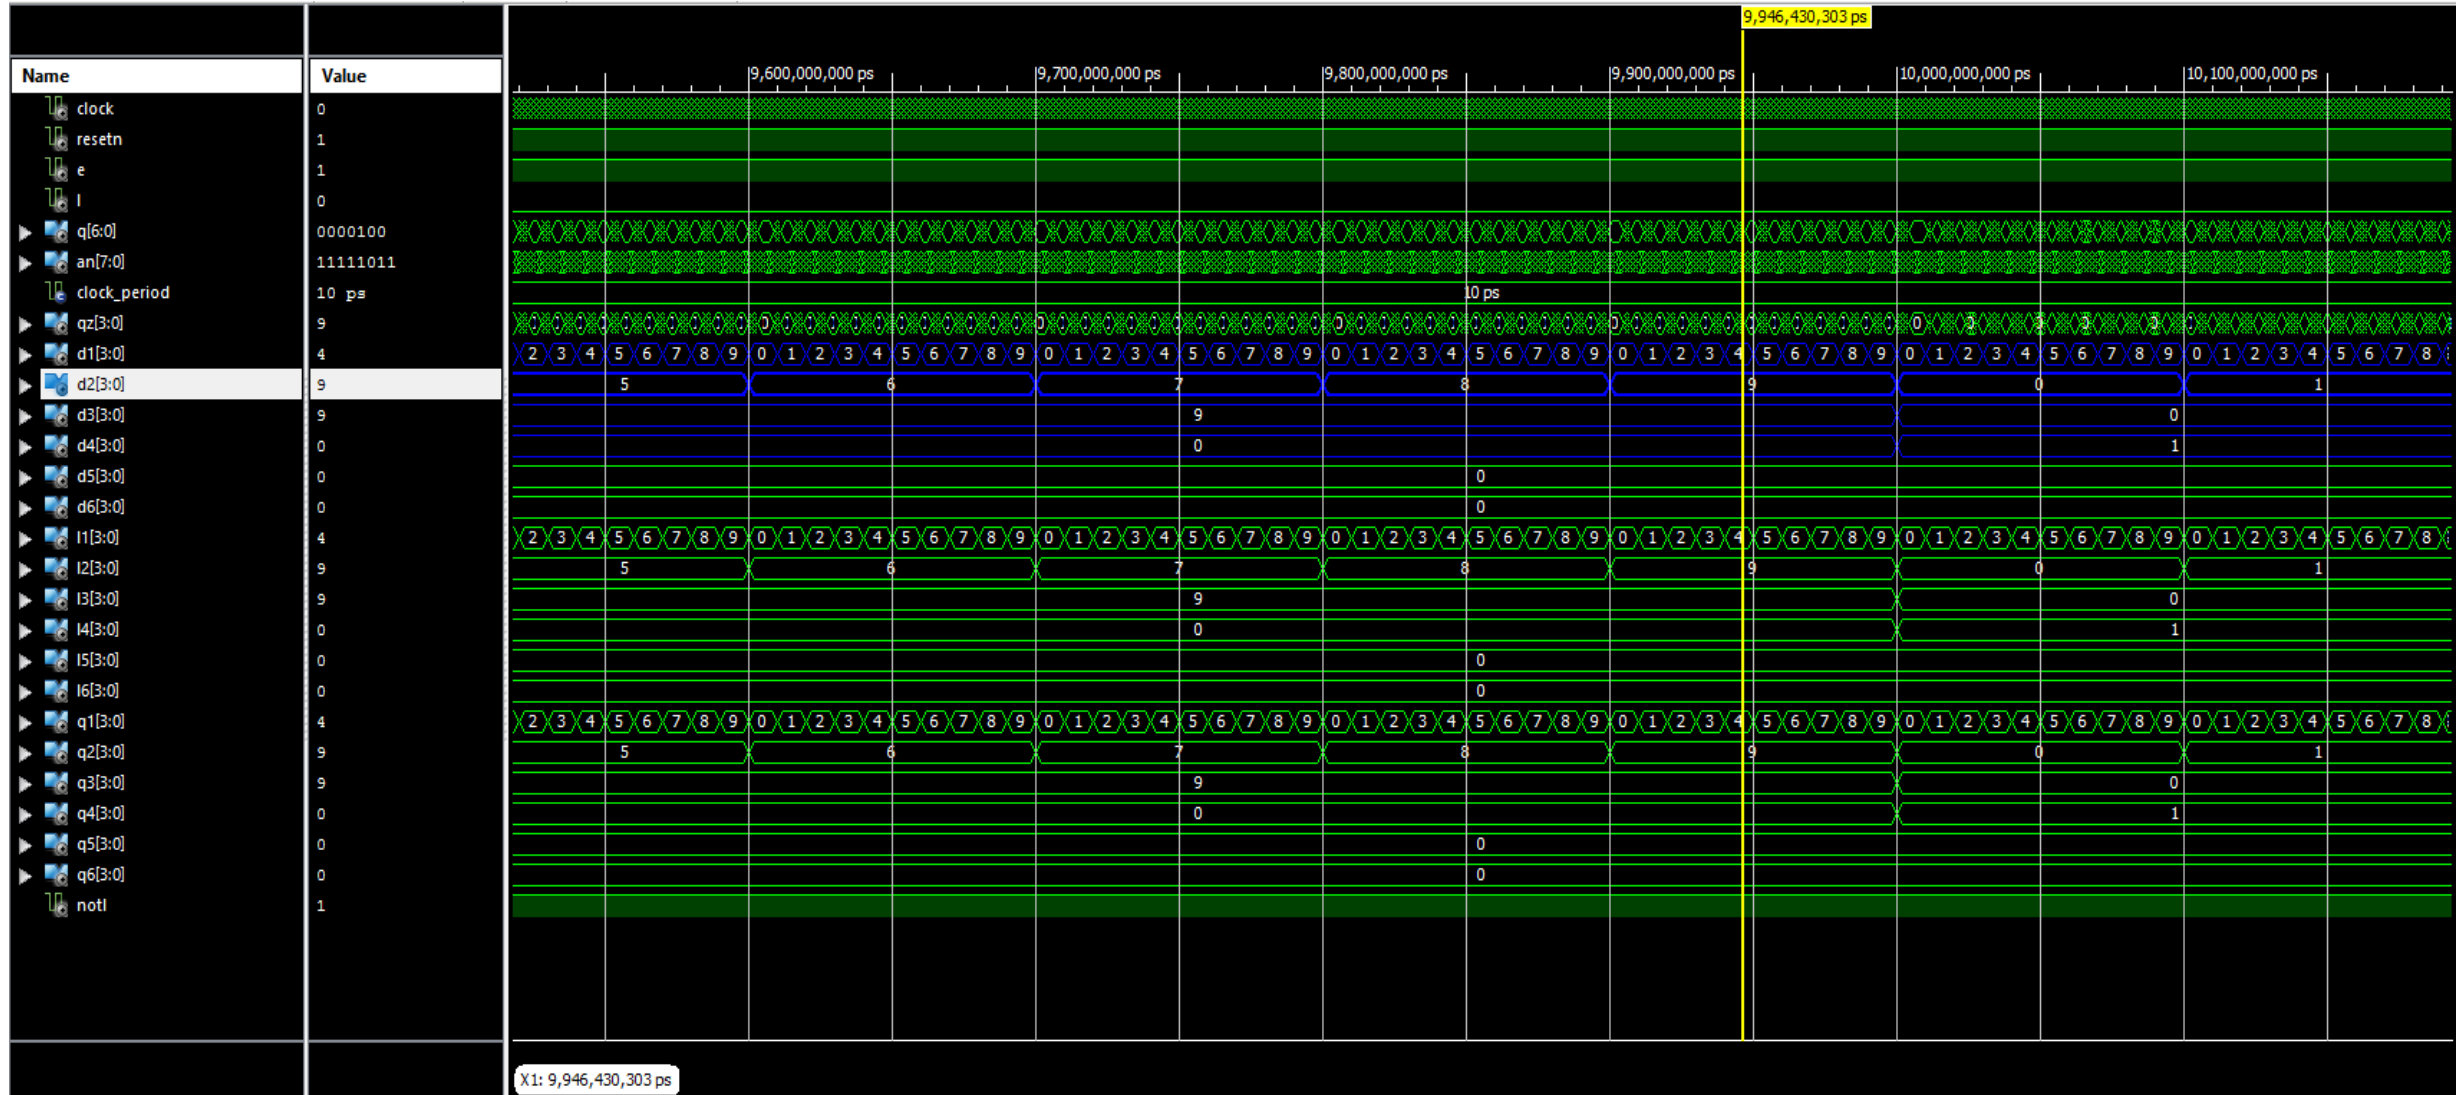 9,946,430,303 ps
Name Value
9,600,000,000 ps 9,700,000,000 ps 9,800,000,000 ps 9,900,000,000 ps 10,000,000,000 ps 10,100,000,000 ps
clock 0
resetn 1
e 1
l 0
q[6:0] 0000100
an[7:0] 11111011
clock_period 10 ps 10 ps
qz[3:0] 9
d1[3:0] 4 2 3 4 5 6 7 8 9 0 1 2 3 4 5 6 7 8 9 0 1 2 3 4 5 6 7 8 9 0 1 2 3 4 5 6 7 8 9 0 1 2 3 4 5 6 7 8 9 0 1 2 3 4 5 6 7 8 9 0 1 2 3 4 5 6 7 8
d2[3:0] 9 5 6 7 8 9 0 1
d3[3:0] 9 9 0
d4[3:0] 0 0 1
d5[3:0] 0 0
d6[3:0] 0 0
l1[3:0] 4 2 3 4 5 6 7 8 9 0 1 2 3 4 5 6 7 8 9 0 1 2 3 4 5 6 7 8 9 0 1 2 3 4 5 6 7 8 9 0 1 2 3 4 5 6 7 8 9 0 1 2 3 4 5 6 7 8 9 0 1 2 3 4 5 6 7 8
l2[3:0] 9 5 6 7 8 9 0 1
l3[3:0] 9 9 0
l4[3:0] 0 0 1
l5[3:0] 0 0
l6[3:0] 0 0
q1[3:0] 4 2 3 4 5 6 7 8 9 0 1 2 3 4 5 6 7 8 9 0 1 2 3 4 5 6 7 8 9 0 1 2 3 4 5 6 7 8 9 0 1 2 3 4 5 6 7 8 9 0 1 2 3 4 5 6 7 8 9 0 1 2 3 4 5 6 7 8
q2[3:0] 9 5 6 7 8 9 0 1
q3[3:0] 9 9 0
q4[3:0] 0 0 1
q5[3:0] 0 0
q6[3:0] 0 0
notl 1
X1: 9,946,430,303 ps